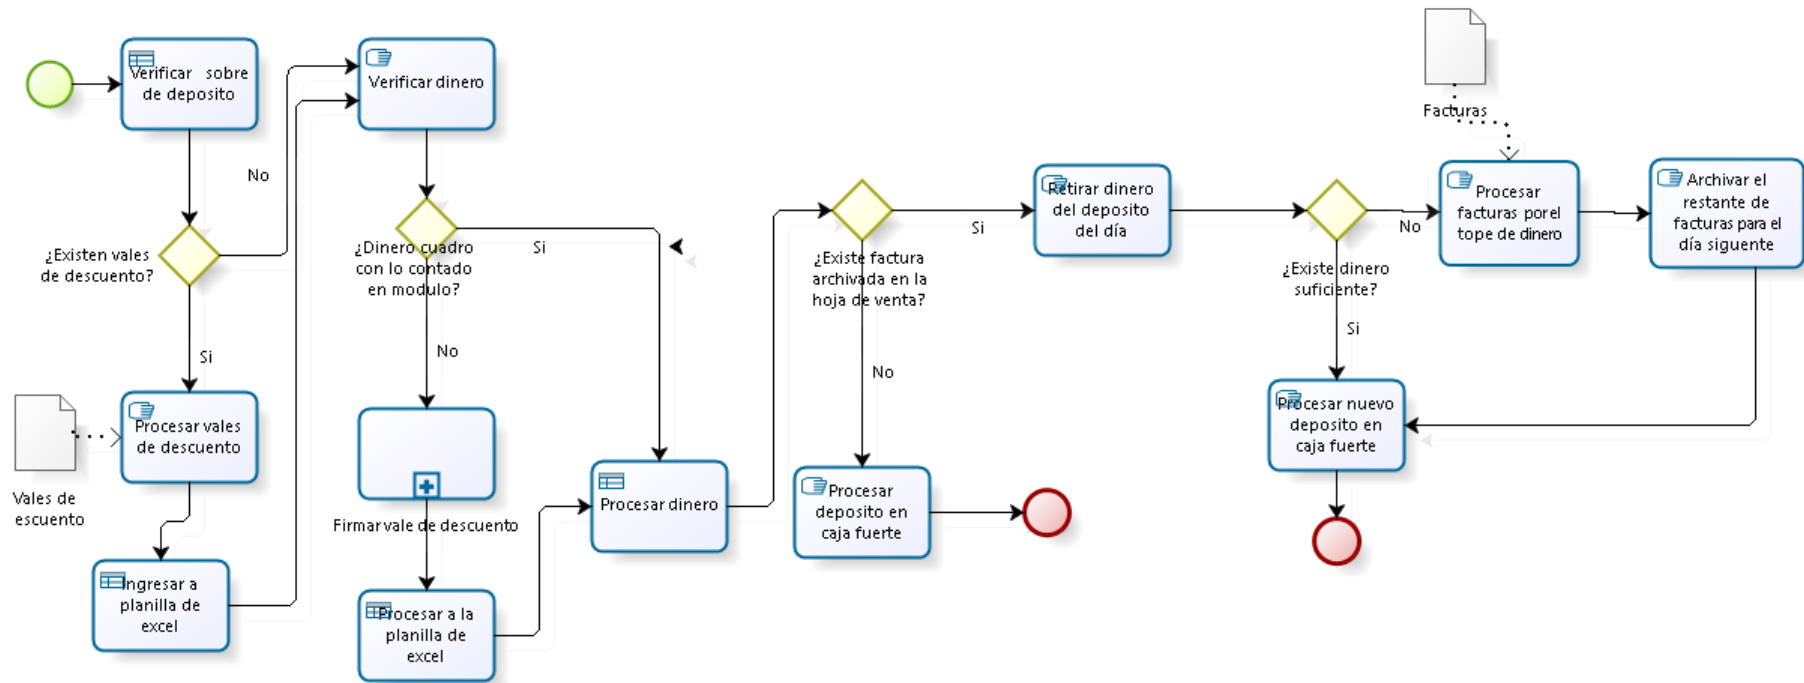 Verificar sobre
de deposito
No
¿Existen vales
de descuento?
Si
Procesar vales
de descuento
Vales de
escuento
Ingresar a
planilla de
excel
Verificar dinero
¿Dinero cuadro
con lo contado
en modulo?
Si
No
Firmar vale de descuento
Procesar a la
planilla de
excel
Procesar dinero
¿Existe factura
archivada en la
hoja de venta?
Si
No
Procesar
deposito en
caja fuerte
Retirar dinero
del deposito
del día
¿Existe dinero
suficiente?
No
Si
Procesar nuevo
deposito en
caja fuerte
Facturas
Procesar
facturas por el
tope de dinero
Archivar el
restante de
facturas para el
día siguente